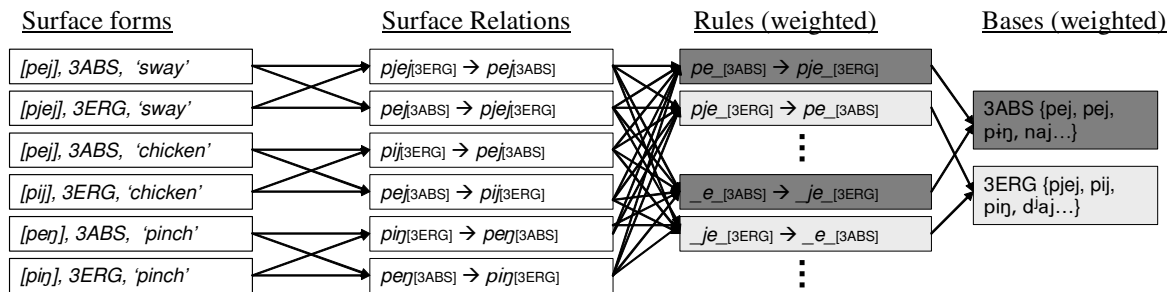 Surface forms
Surface Relations
Rules (weighted)
Bases (weighted)
[pej], 3ABS, ‘sway’
[pjej], 3ERG, ‘sway’
[pej], 3ABS, ‘chicken’
[pij], 3ERG, ‘chicken’
[peŋ], 3ABS, ‘pinch’
[piŋ], 3ERG, ‘pinch’
pjej[3ERG] → pej[3ABS]
pej[3ABS] → pjej[3ERG]
pij[3ERG] → pej[3ABS]
pej[3ABS] → pij[3ERG]
piŋ[3ERG] → peŋ[3ABS]
peŋ[3ABS] → piŋ[3ERG]
pe_[3ABS] → pje_[3ERG]
pje_[3ERG] → pe_[3ABS]
⋮
_e_[3ABS] → _je_[3ERG]
_je_[3ERG] → _e_[3ABS]
⋮
3ABS {pej, pej,
pɨŋ, naj…}
3ERG {pjej, pij,
piŋ, dʲaj…}